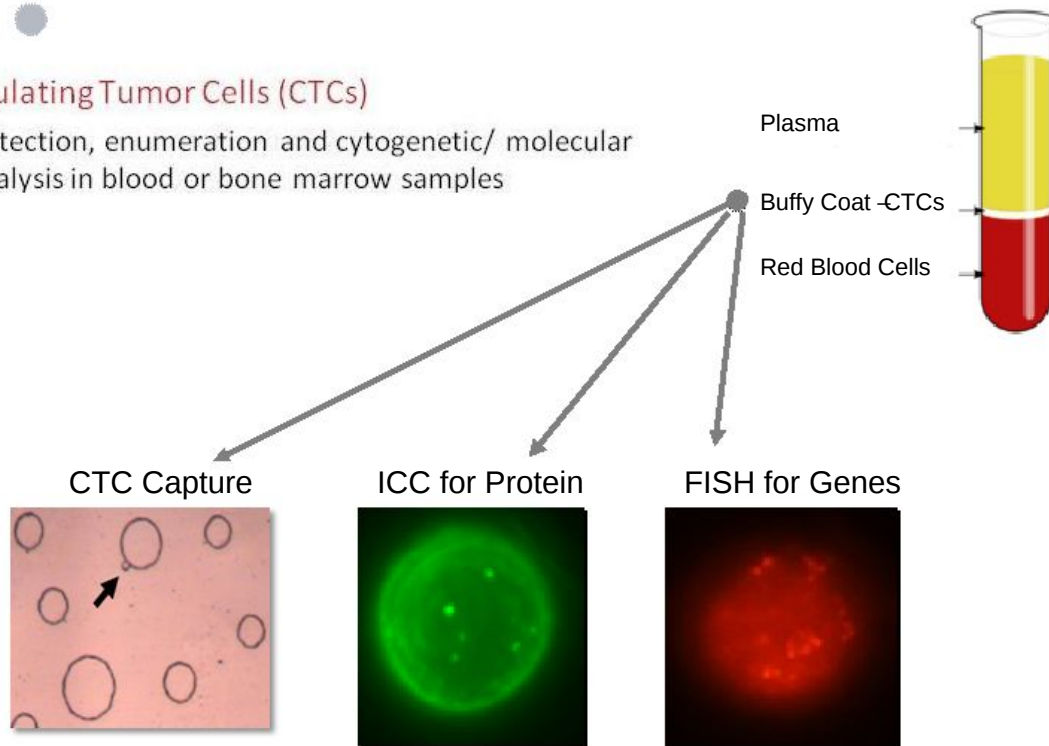 ulating Tumor Cells (CTCs)
tection, enumeration and cytogenetic/ molecular
alysis in blood or bone marrow samples
Plasma
Buffy Coat –CTCs
Red Blood Cells
CTC Capture
ICC for Protein
FISH for Genes